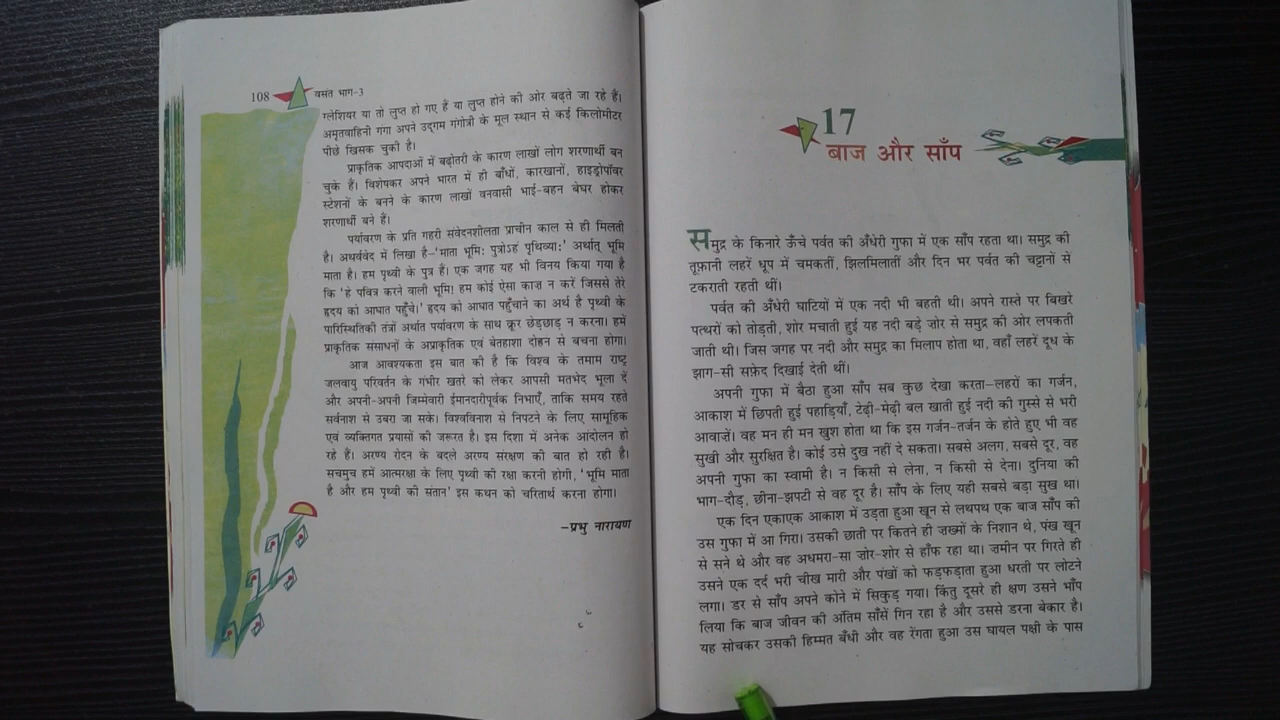 108 वसंत भाग-3
ग्लेशियर या तो लुप्त हो गए हैं या लुप्त होने की ओर बढ़ते जा रहे हैं।
अमृतवाहिनी गंगा अपने उद्गम गंगोत्री के मूल स्थान से कई किलोमीटर
पीछे खिसक चुकी है।
प्राकृतिक आपदाओं में बढ़ोतरी के कारण लाखों लोग शरणार्थी बन
चुके हैं। विशेषकर अपने भारत में ही बाँधों, कारखानों, हाइड्रोपॉवर
स्टेशनों के बनने के कारण लाखों वनवासी भाई-बहन बेघर होकर
शरणार्थी बने हैं।
पर्यावरण के प्रति गहरी संवेदनशीलता प्राचीन काल से ही मिलती
है। अथर्ववेद में लिखा है–'माता भूमिः पुत्रोऽहं पृथिव्याः' अर्थात् भूमि
माता है। हम पृथ्वी के पुत्र हैं। एक जगह यह भी विनय किया गया है
कि 'हे पवित्र करने वाली भूमि! हम कोई ऐसा काज न करें जिससे तेरे
हृदय को आघात पहुँचे।' हृदय को आघात पहुँचाने का अर्थ है पृथ्वी के
पारिस्थितिकी तंत्रों अर्थात पर्यावरण के साथ क्रूर छेड़छाड़ न करना। हमें
प्राकृतिक संसाधनों के अप्राकृतिक एवं बेतहाशा दोहन से बचना होगा।
आज आवश्यकता इस बात की है कि विश्व के तमाम राष्ट्र
जलवायु परिवर्तन के गंभीर खतरे को लेकर आपसी मतभेद भूला दें
और अपनी-अपनी जिम्मेवारी ईमानदारीपूर्वक निभाएँ, ताकि समय रहते
सर्वनाश से उबरा जा सके। विश्वविनाश से निपटने के लिए सामूहिक
एवं व्यक्तिगत प्रयासों की जरूरत है। इस दिशा में अनेक आंदोलन हो
रहे हैं। अरण्य रोदन के बदले अरण्य संरक्षण की बात हो रही है।
सचमुच हमें आत्मरक्षा के लिए पृथ्वी की रक्षा करनी होगी, 'भूमि माता
है और हम पृथ्वी की संतान' इस कथन को चरितार्थ करना होगा।
–प्रभु नारायण
17
बाज और साँप
समुद्र के किनारे ऊँचे पर्वत की अँधेरी गुफा में एक साँप रहता था। समुद्र की
तूफ़ानी लहरें धूप में चमकतीं, झिलमिलातीं और दिन भर पर्वत की चट्टानों से
टकराती रहती थीं।
पर्वत की अँधेरी घाटियों में एक नदी भी बहती थी। अपने रास्ते पर बिखरे
पत्थरों को तोड़ती, शोर मचाती हुई यह नदी बड़े ज़ोर से समुद्र की ओर लपकती
जाती थी। जिस जगह पर नदी और समुद्र का मिलाप होता था, वहाँ लहरें दूध के
झाग-सी सफ़ेद दिखाई देती थीं।
अपनी गुफा में बैठा हुआ साँप सब कुछ देखा करता–लहरों का गर्जन,
आकाश में छिपती हुई पहाड़ियाँ, टेढ़ी-मेढ़ी बल खाती हुई नदी की गुस्से से भरी
आवाज़ें। वह मन ही मन खुश होता था कि इस गर्जन-तर्जन के होते हुए भी वह
सुखी और सुरक्षित है। कोई उसे दुख नहीं दे सकता। सबसे अलग, सबसे दूर, वह
अपनी गुफा का स्वामी है। न किसी से लेना, न किसी से देना। दुनिया की
भाग-दौड़, छीना-झपटी से वह दूर है। साँप के लिए यही सबसे बड़ा सुख था।
एक दिन एकाएक आकाश में उड़ता हुआ खून से लथपथ एक बाज साँप की
उस गुफा में आ गिरा। उसकी छाती पर कितने ही ज़ख्मों के निशान थे, पंख खून
से सने थे और वह अधमरा-सा ज़ोर-शोर से हाँफ रहा था। ज़मीन पर गिरते ही
उसने एक दर्द भरी चीख मारी और पंखों को फड़फड़ाता हुआ धरती पर लोटने
लगा। डर से साँप अपने कोने में सिकुड़ गया। किंतु दूसरे ही क्षण उसने भाँप
लिया कि बाज जीवन की अंतिम साँसें गिन रहा है और उससे डरना बेकार है।
यह सोचकर उसकी हिम्मत बँधी और वह रेंगता हुआ उस घायल पक्षी के पास